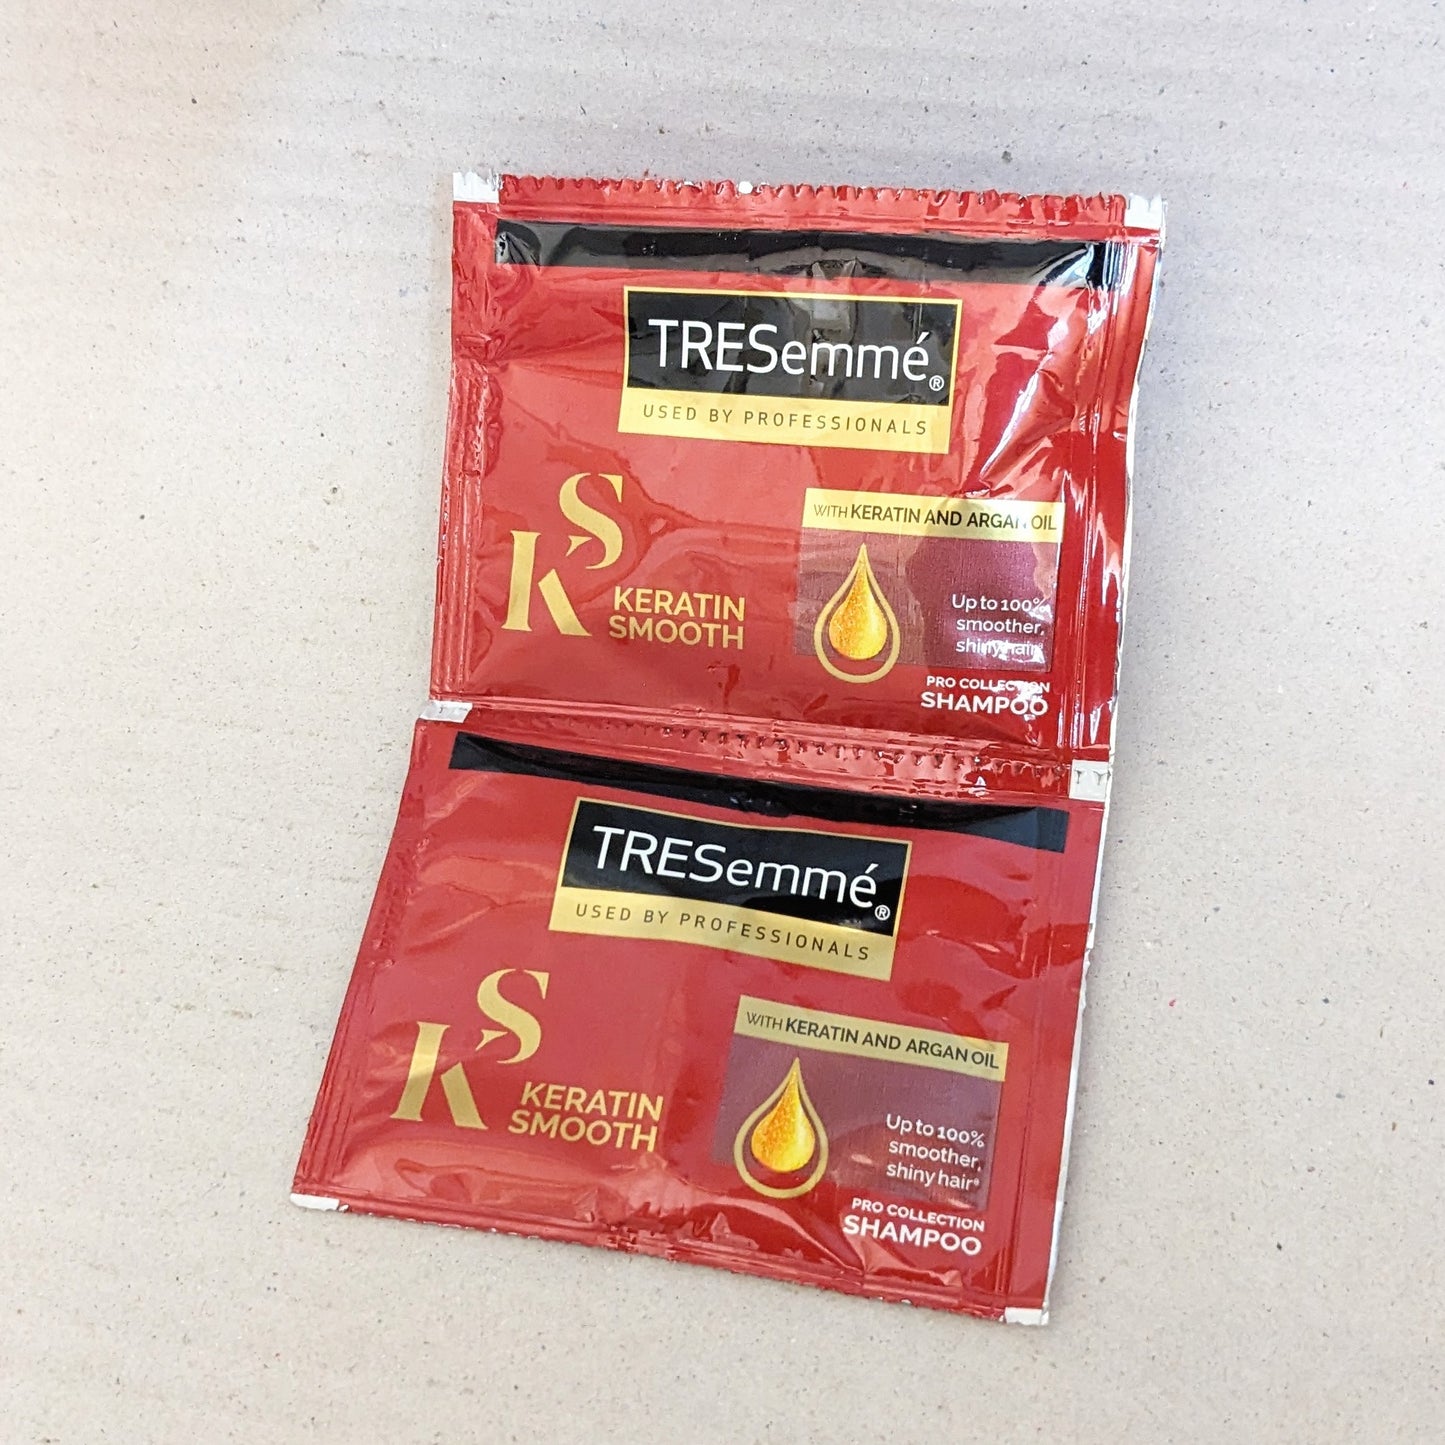 TRESemmé®
USED BY PROFESSIONALS
KS
KERATIN
SMOOTH
WITH KERATIN AND ARGAN OIL
Up to 100%
smoother,
shiny hair*
PRO COLLECTION
SHAMPOO
TRESemmé®
USED BY PROFESSIONALS
KS
KERATIN
SMOOTH
WITH KERATIN AND ARGAN OIL
Up to 100%
smoother,
shiny hair*
PRO COLLECTION
SHAMPOO